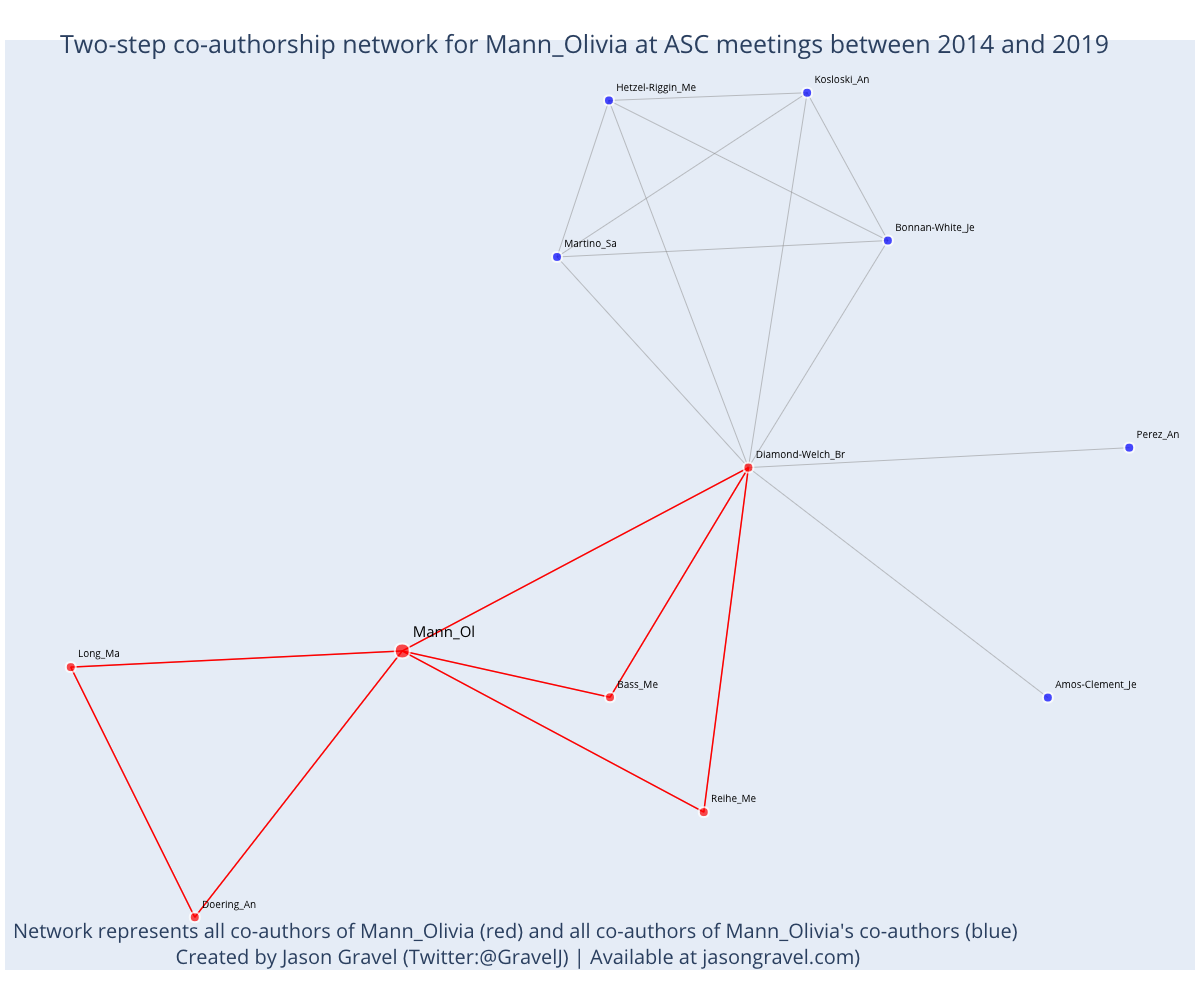 Two-step co-authorship network for Mann_Olivia at ASC meetings between 2014 and 2019
Kosloski_An
Hetzel-Riggin_Me
Bonnan-White_Je
Martino_Sa
Perez_An
Diamond-Welch_Br
Mann_Ol
Long_Ma
Bass_Me
Amos-Clement_Je
Reihe_Me
Doering_An
Network represents all co-authors of Mann_Olivia (red) and all co-authors of Mann_Olivia's co-authors (blue)
Created by Jason Gravel (Twitter:@GravelJ) | Available at jasongravel.com)